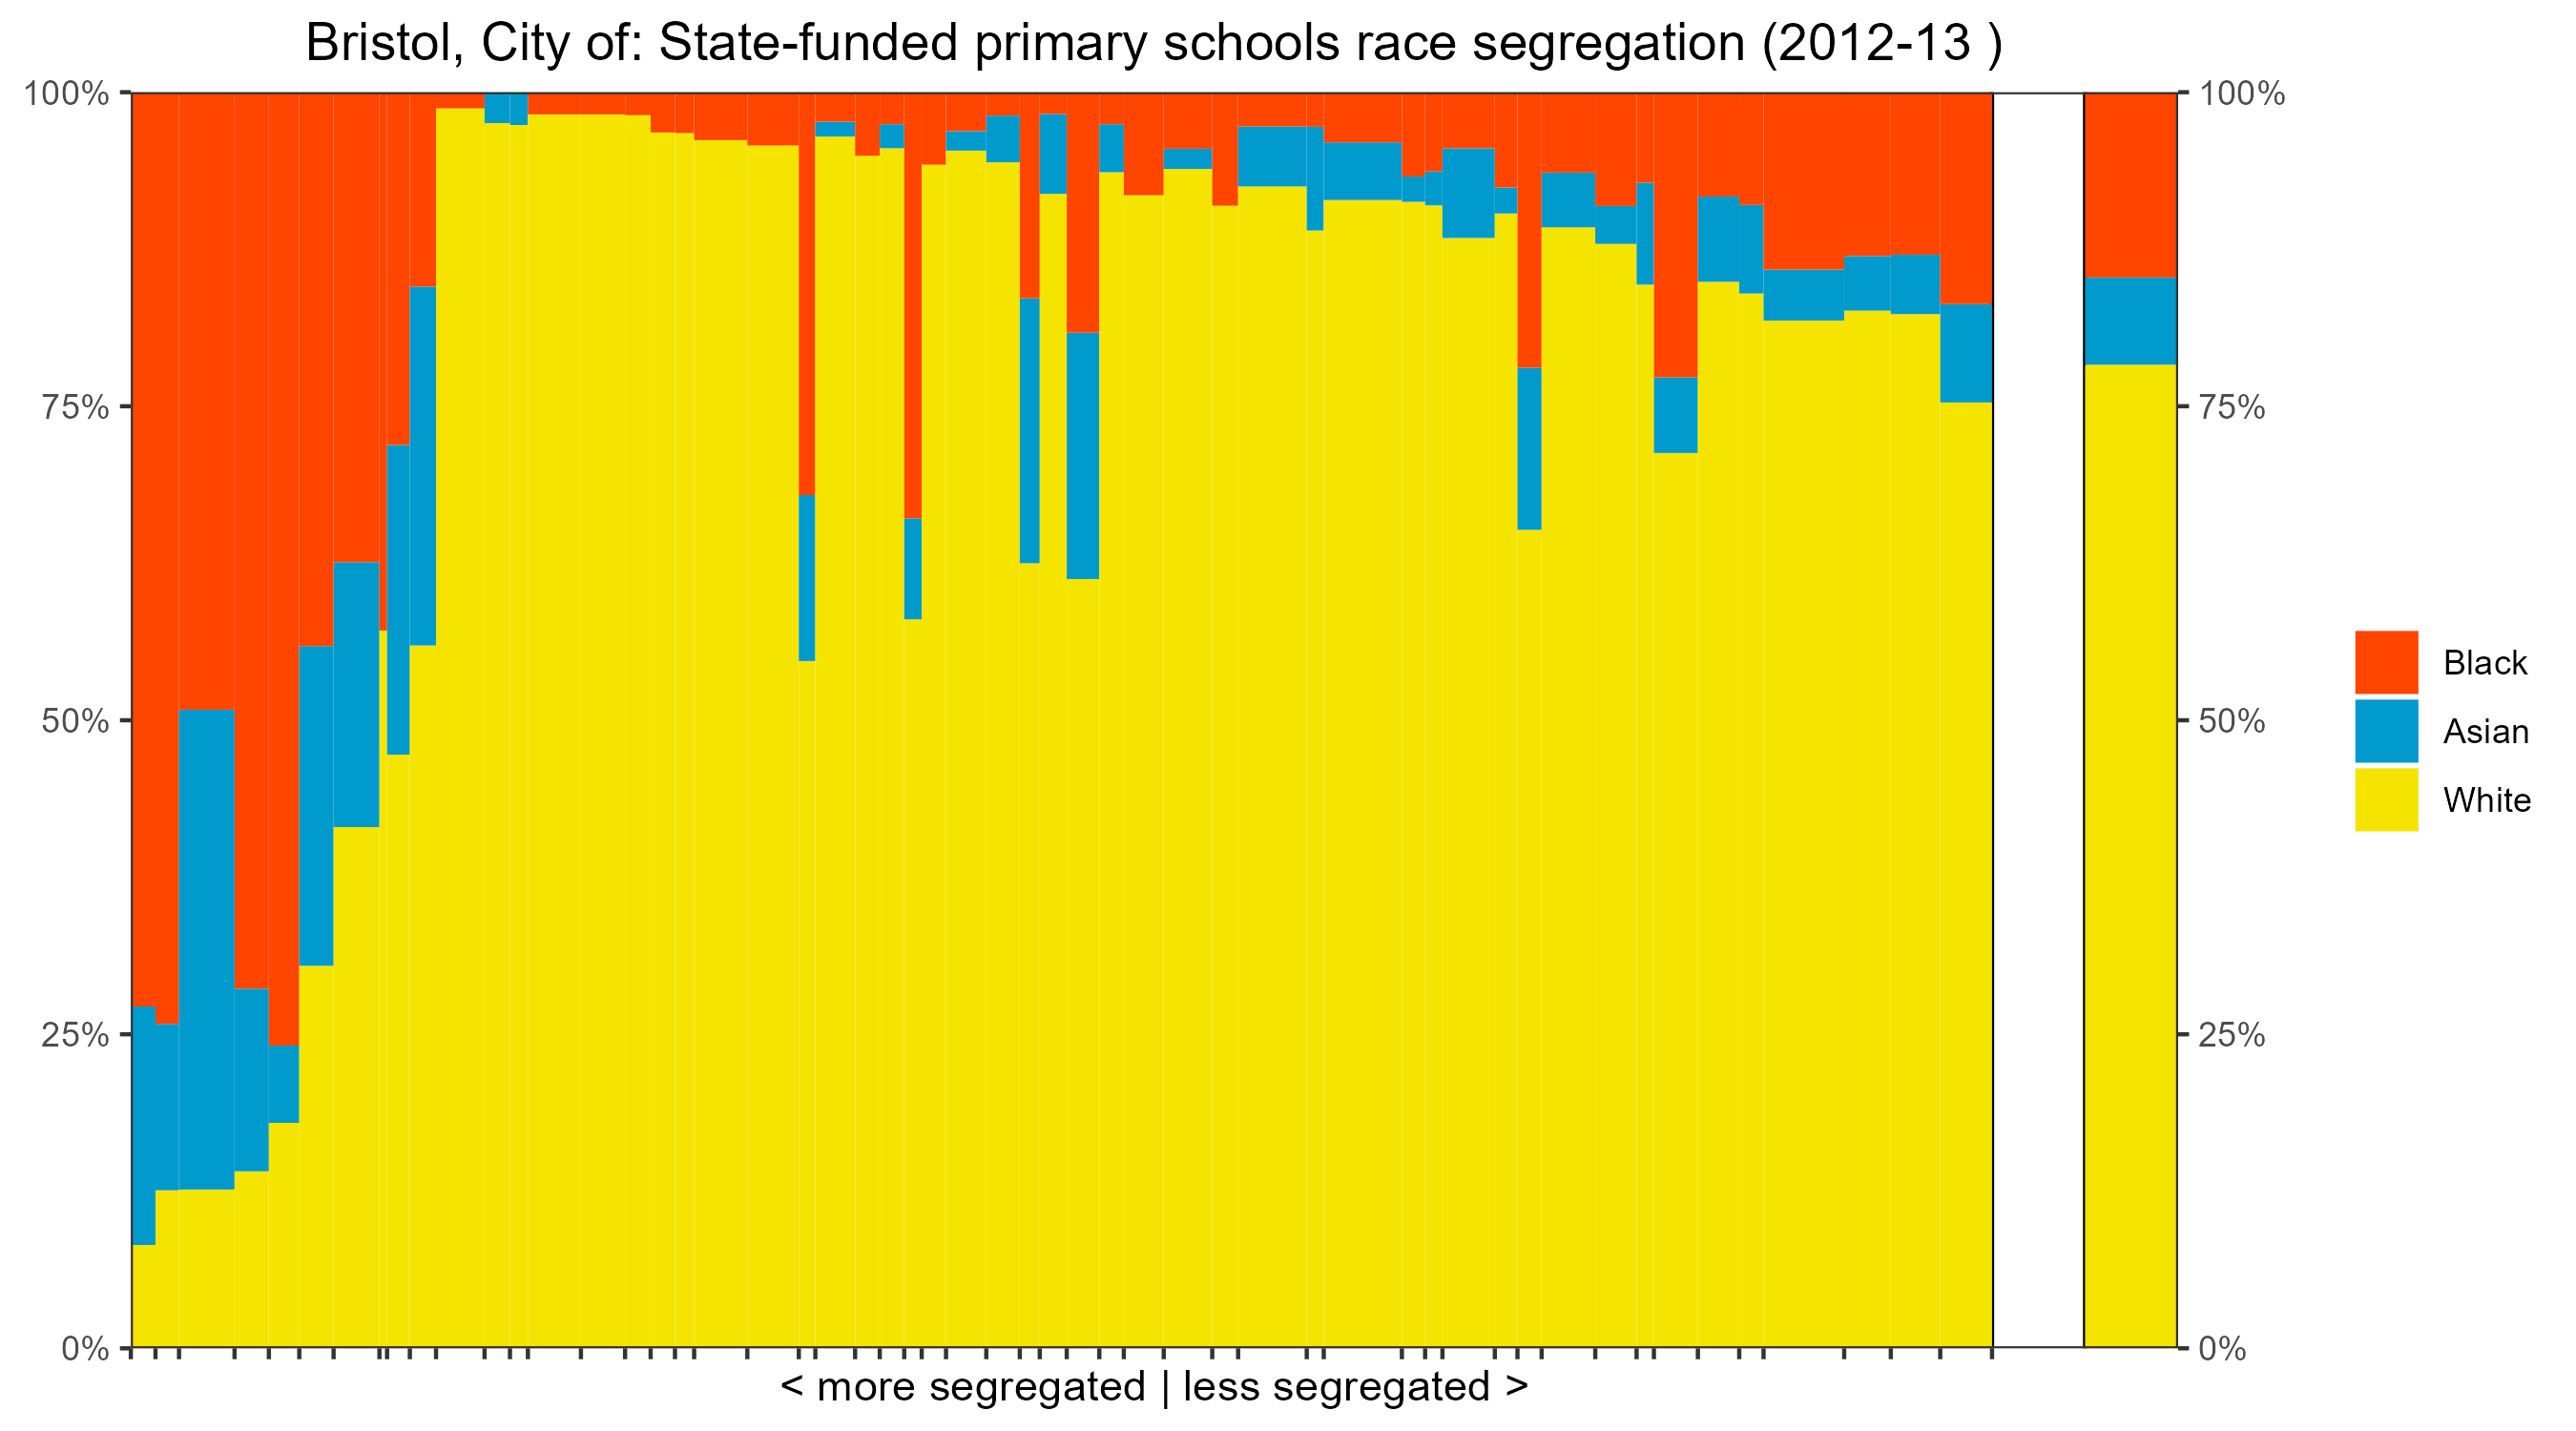 Bristol, City of: State-funded primary schools race segregation (2012-13 )
100%
100%
75%
75%
50%
50%
25%
25%
0%
0%
Black
Asian
White
< more segregated | less segregated >